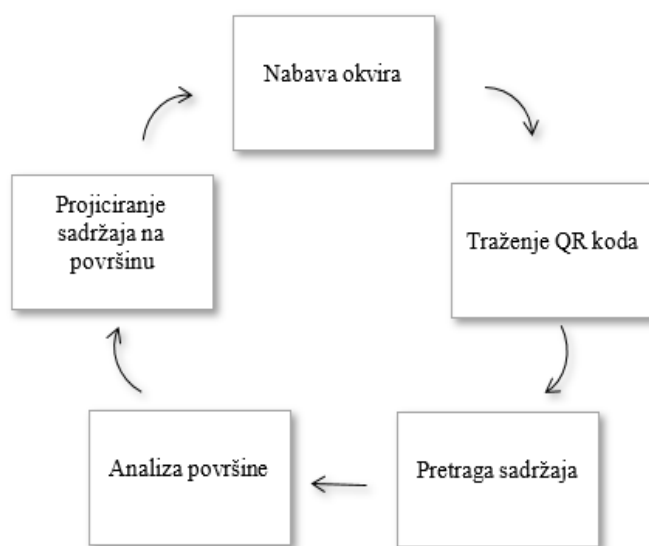 Nabava okvira
Traženje QR koda
Pretraga sadržaja
Analiza površine
Projiciranje
sadržaja na
površinu